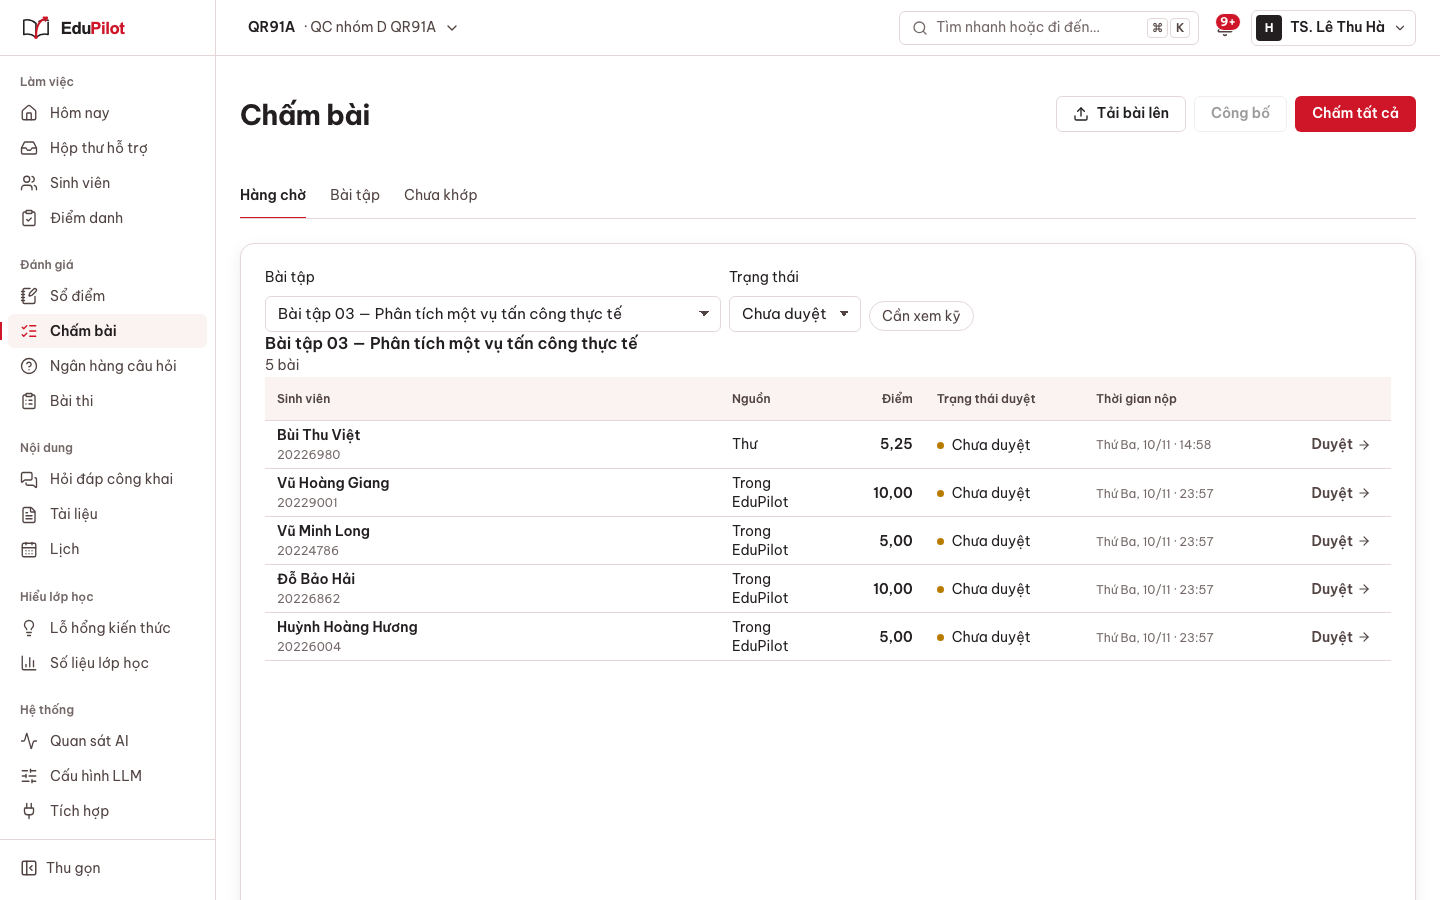 EduPilot
QR91A · QC nhóm D QR91A
Tìm nhanh hoặc đi đến...
⌘ K
9+
H
TS. Lê Thu Hà
Làm việc
Hôm nay
Hộp thư hỗ trợ
Sinh viên
Điểm danh
Đánh giá
Sổ điểm
Chấm bài
Ngân hàng câu hỏi
Bài thi
Nội dung
Hỏi đáp công khai
Tài liệu
Lịch
Hiểu lớp học
Lỗ hổng kiến thức
Số liệu lớp học
Hệ thống
Quan sát AI
Cấu hình LLM
Tích hợp
Thu gọn
Chấm bài
Tải bài lên
Công bố
Chấm tất cả
Hàng chờ
Bài tập
Chưa khớp
Bài tập
Trạng thái
Bài tập 03 — Phân tích một vụ tấn công thực tế
Chưa duyệt
Cần xem kỹ
Bài tập 03 — Phân tích một vụ tấn công thực tế
5 bài
Sinh viên Nguồn Điểm Trạng thái duyệt Thời gian nộp
Bùi Thu Việt
20226980
Thư
5,25
Chưa duyệt
Thứ Ba, 10/11 · 14:58
Duyệt →
Vũ Hoàng Giang
20229001
Trong
EduPilot
10,00
Chưa duyệt
Thứ Ba, 10/11 · 23:57
Duyệt →
Vũ Minh Long
20224786
Trong
EduPilot
5,00
Chưa duyệt
Thứ Ba, 10/11 · 23:57
Duyệt →
Đỗ Bảo Hải
20226862
Trong
EduPilot
10,00
Chưa duyệt
Thứ Ba, 10/11 · 23:57
Duyệt →
Huỳnh Hoàng Hương
20226004
Trong
EduPilot
5,00
Chưa duyệt
Thứ Ba, 10/11 · 23:57
Duyệt →